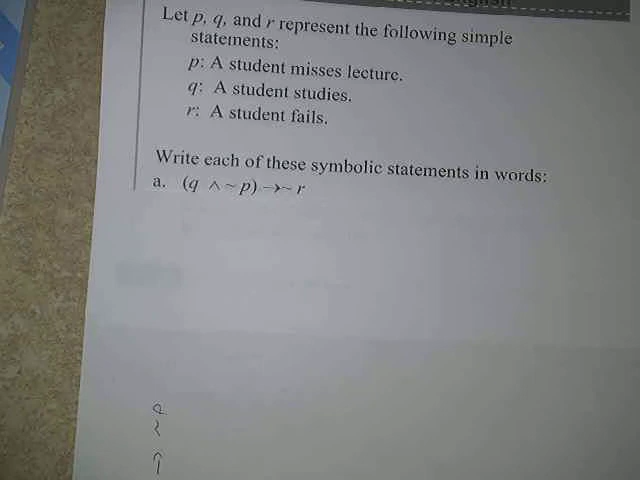 Let p, q, and r represent the following simple
statements:
p: A student misses lecture.
q: A student studies.
r: A student fails.
Write each of these symbolic statements in words:
a. (q ∧ ~ p) →~ r